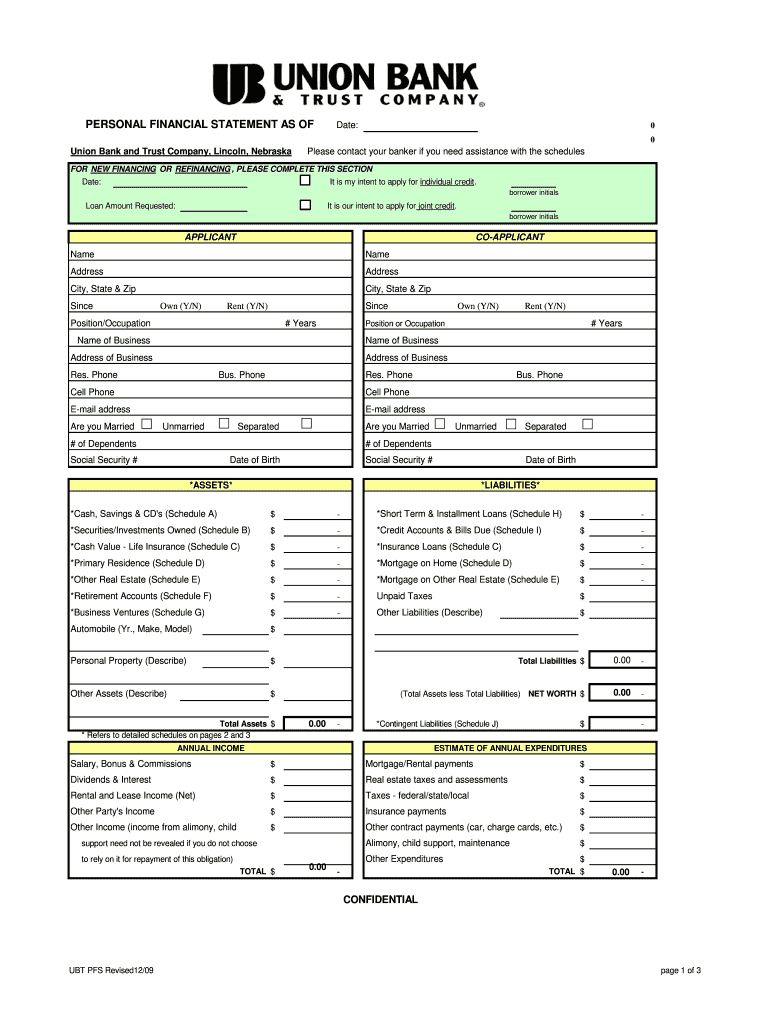 UB UNION BANK
& TRUST COMPANY®
PERSONAL FINANCIAL STATEMENT AS OF Date: 0
0
Union Bank and Trust Company, Lincoln, Nebraska Please contact your banker if you need assistance with the schedules
FOR NEW FINANCING OR REFINANCING, PLEASE COMPLETE THIS SECTION
Date: It is my intent to apply for individual credit.
borrower initials
Loan Amount Requested: It is our intent to apply for joint credit.
borrower initials
APPLICANT CO-APPLICANT
Name Name
Address Address
City, State & Zip City, State & Zip
Since Own (Y/N) Rent (Y/N) Since Own (Y/N) Rent (Y/N)
Position/Occupation # Years Position or Occupation # Years
Name of Business Name of Business
Address of Business Address of Business
Res. Phone Bus. Phone Res. Phone Bus. Phone
Cell Phone Cell Phone
E-mail address E-mail address
Are you Married Unmarried Separated Are you Married Unmarried Separated
# of Dependents # of Dependents
Social Security # Date of Birth Social Security # Date of Birth
*ASSETS* *LIABILITIES*
*Cash, Savings & CD's (Schedule A) $ - *Short Term & Installment Loans (Schedule H) $ -
*Securities/Investments Owned (Schedule B) $ - *Credit Accounts & Bills Due (Schedule I) $ -
*Cash Value - Life Insurance (Schedule C) $ - *Insurance Loans (Schedule C) $ -
*Primary Residence (Schedule D) $ - *Mortgage on Home (Schedule D) $ -
*Other Real Estate (Schedule E) $ - *Mortgage on Other Real Estate (Schedule E) $ -
*Retirement Accounts (Schedule F) $ - Unpaid Taxes $
*Business Ventures (Schedule G) $ - Other Liabilities (Describe) $
Automobile (Yr., Make, Model) $
Personal Property (Describe) $ Total Liabilities $ 0.00 -
Other Assets (Describe) $ (Total Assets less Total Liabilities) NET WORTH $ 0.00 -
Total Assets $ 0.00 - *Contingent Liabilities (Schedule J) $ -
* Refers to detailed schedules on pages 2 and 3
ANNUAL INCOME ESTIMATE OF ANNUAL EXPENDITURES
Salary, Bonus & Commissions $ Mortgage/Rental payments $
Dividends & Interest $ Real estate taxes and assessments $
Rental and Lease Income (Net) $ Taxes - federal/state/local $
Other Party's Income $ Insurance payments $
Other Income (income from alimony, child $ Other contract payments (car, charge cards, etc.) $
support need not be revealed if you do not choose Alimony, child support, maintenance $
to rely on it for repayment of this obligation) Other Expenditures $
TOTAL $ 0.00 - TOTAL $ 0.00 -
CONFIDENTIAL
UBT PFS Revised12/09 page 1 of 3